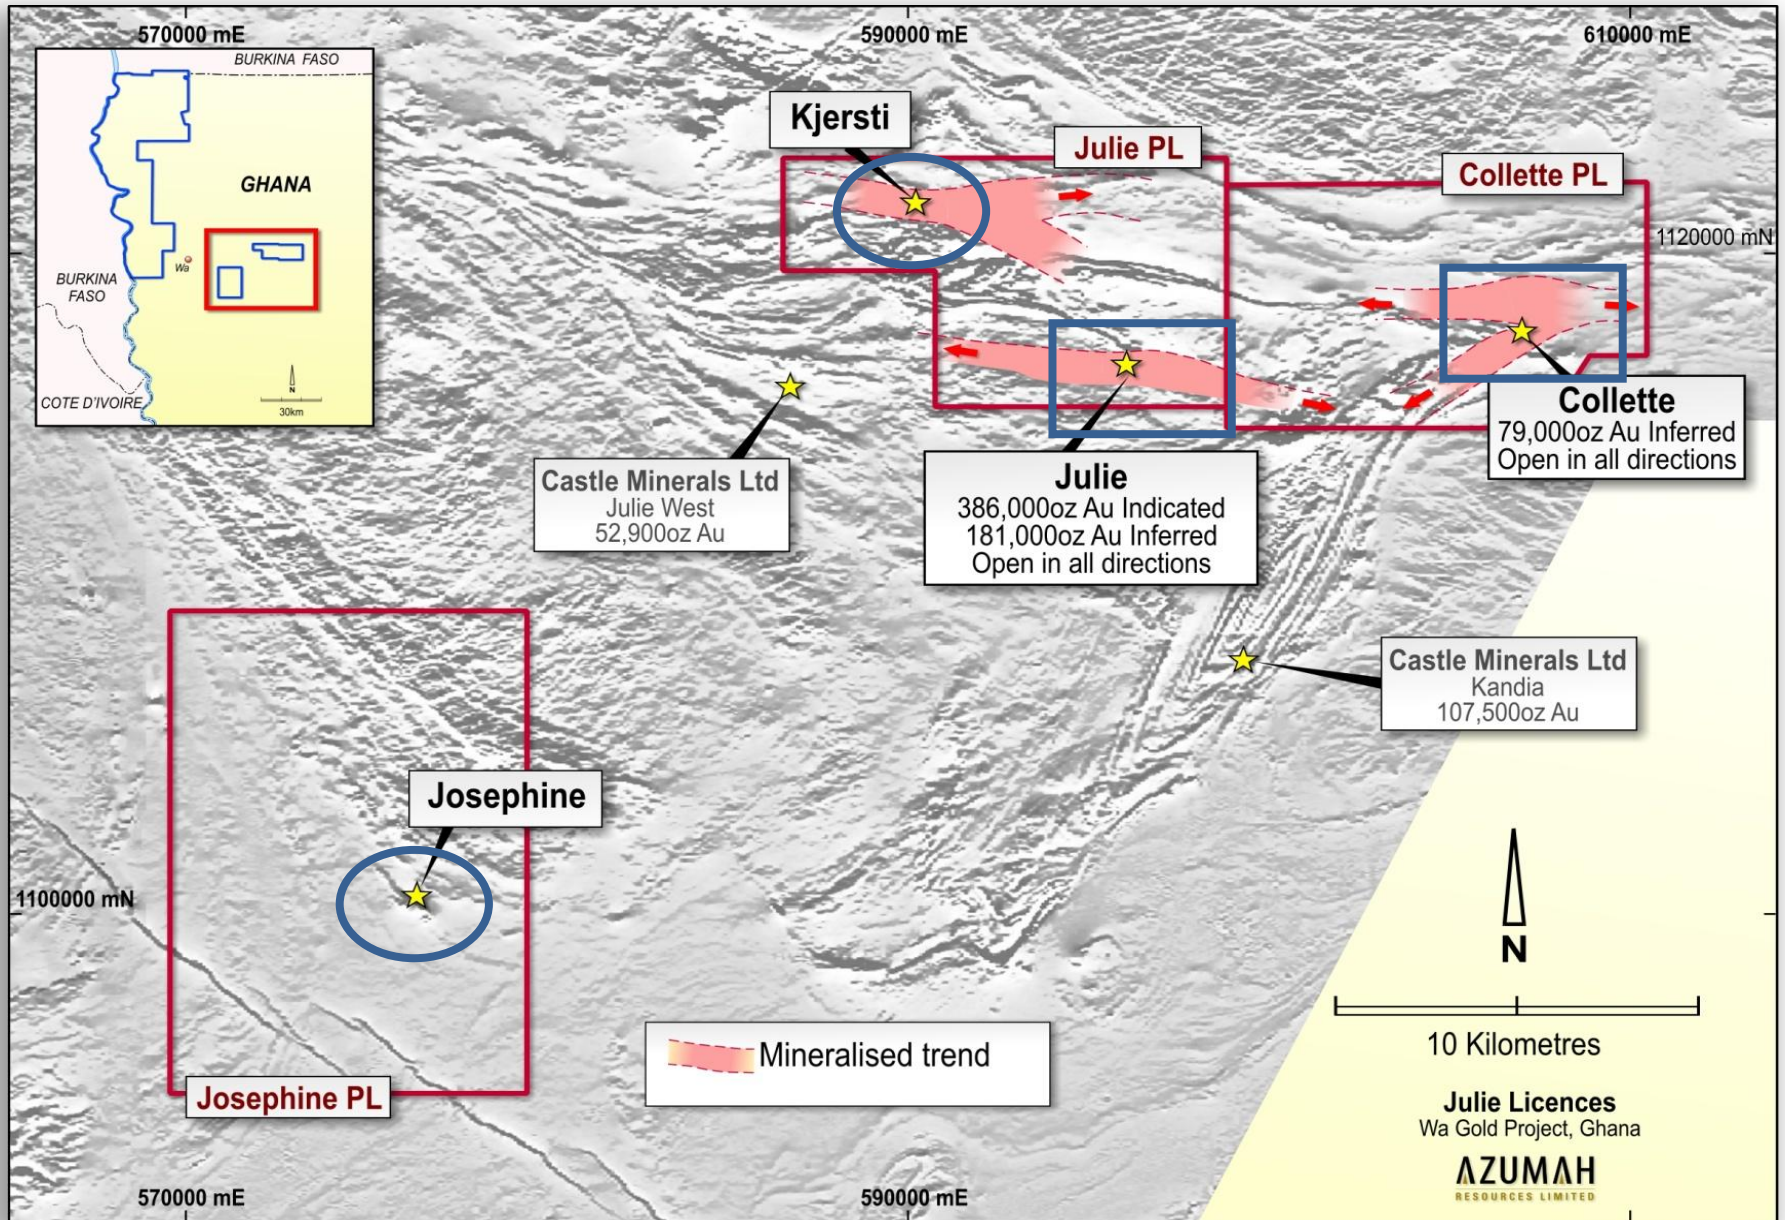 570000 mE
590000 mE
610000 mE
BURKINA FASO
GHANA
Wa
BURKINA
FASO
COTE D'IVOIRE
N
30km
Kjersti
Julie PL
Collette PL
1120000 mN
Castle Minerals Ltd
Julie West
52,900oz Au
Julie
386,000oz Au Indicated
181,000oz Au Inferred
Open in all directions
Collette
79,000oz Au Inferred
Open in all directions
Castle Minerals Ltd
Kandia
107,500oz Au
Josephine
1100000 mN
Josephine PL
Mineralised trend
N
10 Kilometres
Julie Licences
Wa Gold Project, Ghana
AZUMAH
RESOURCES LIMITED
570000 mE
590000 mE